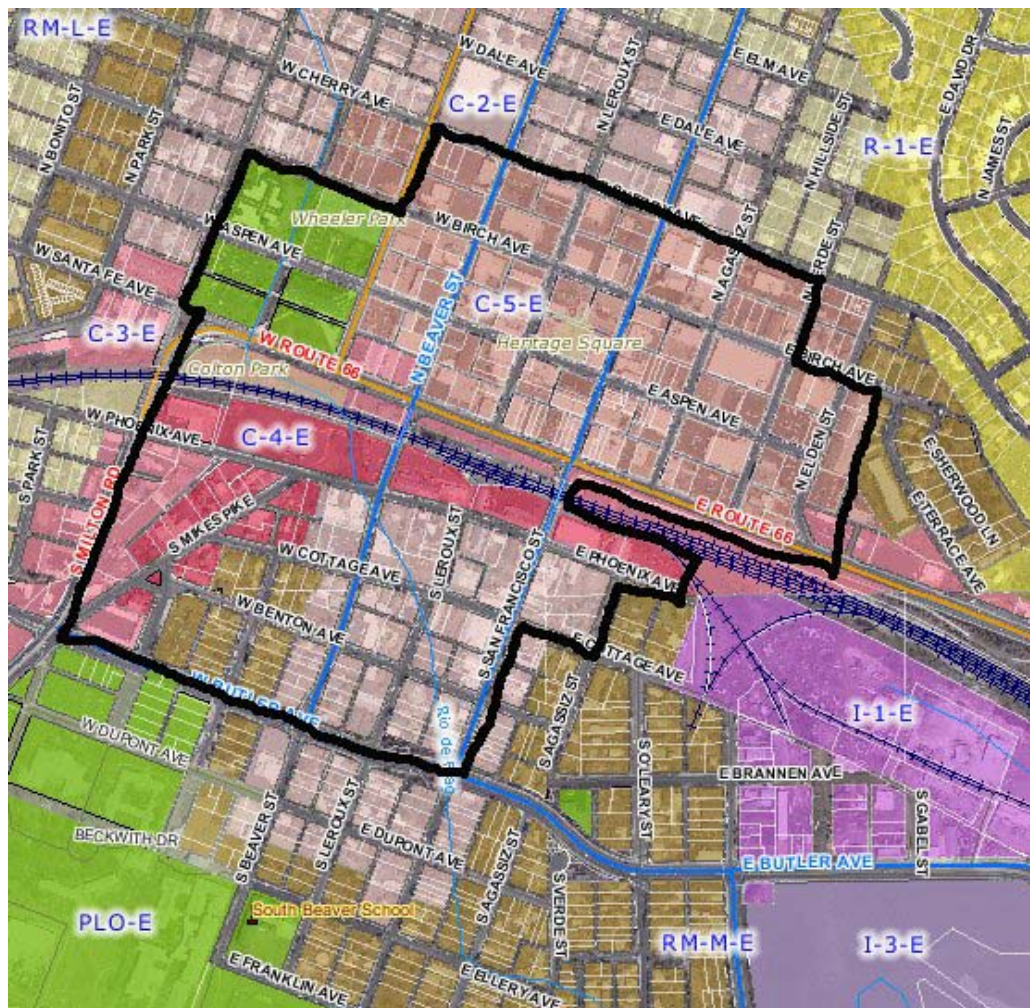 RM-L-E
W DALE AVE
N BONITO ST
N PARK ST
W CHERRY AVE
C-2-E
N LEROUX ST
E ELM AVE
E DAVID DR
E DALE AVE
N HILLSIDE ST
R-1-E
N JAMES ST
Wheeler Park
W ASPEN AVE
W BIRCH AVE
N AGASSIZ ST
W SANTA FE AVE
C-3-E
N BEAVER ST
C-5-E
Heritage Square
W ROUTE 66
Colton Park
E BIRCH AVE
E ASPEN AVE
W PHOENIX AVE
C-4-E
N ELDEN ST
E SHERWOOD LN
S PARK ST
S MILTON RD
S MIKES PIKE
E ROUTE 66
E TERRACE AVE
S LEROUX ST
W COTTAGE AVE
S SAN FRANCISCO ST
E PHOENIX AVE
W BENTON AVE
E COTTAGE AVE
W BUTLER AVE
S AGASSIZ ST
Rio de
I-1-E
W DUPONT AVE
S O'LEARY ST
E BRANNEN AVE
S GABEL ST
BECKWITH DR
S BEAVER ST
S LEROUX ST
E DUPONT AVE
S AGASSIZ ST
E BUTLER AVE
S VERDE ST
PLO-E
South Beaver School
RM-M-E
I-3-E
E FRANKLIN AVE
E ELLERY AVE